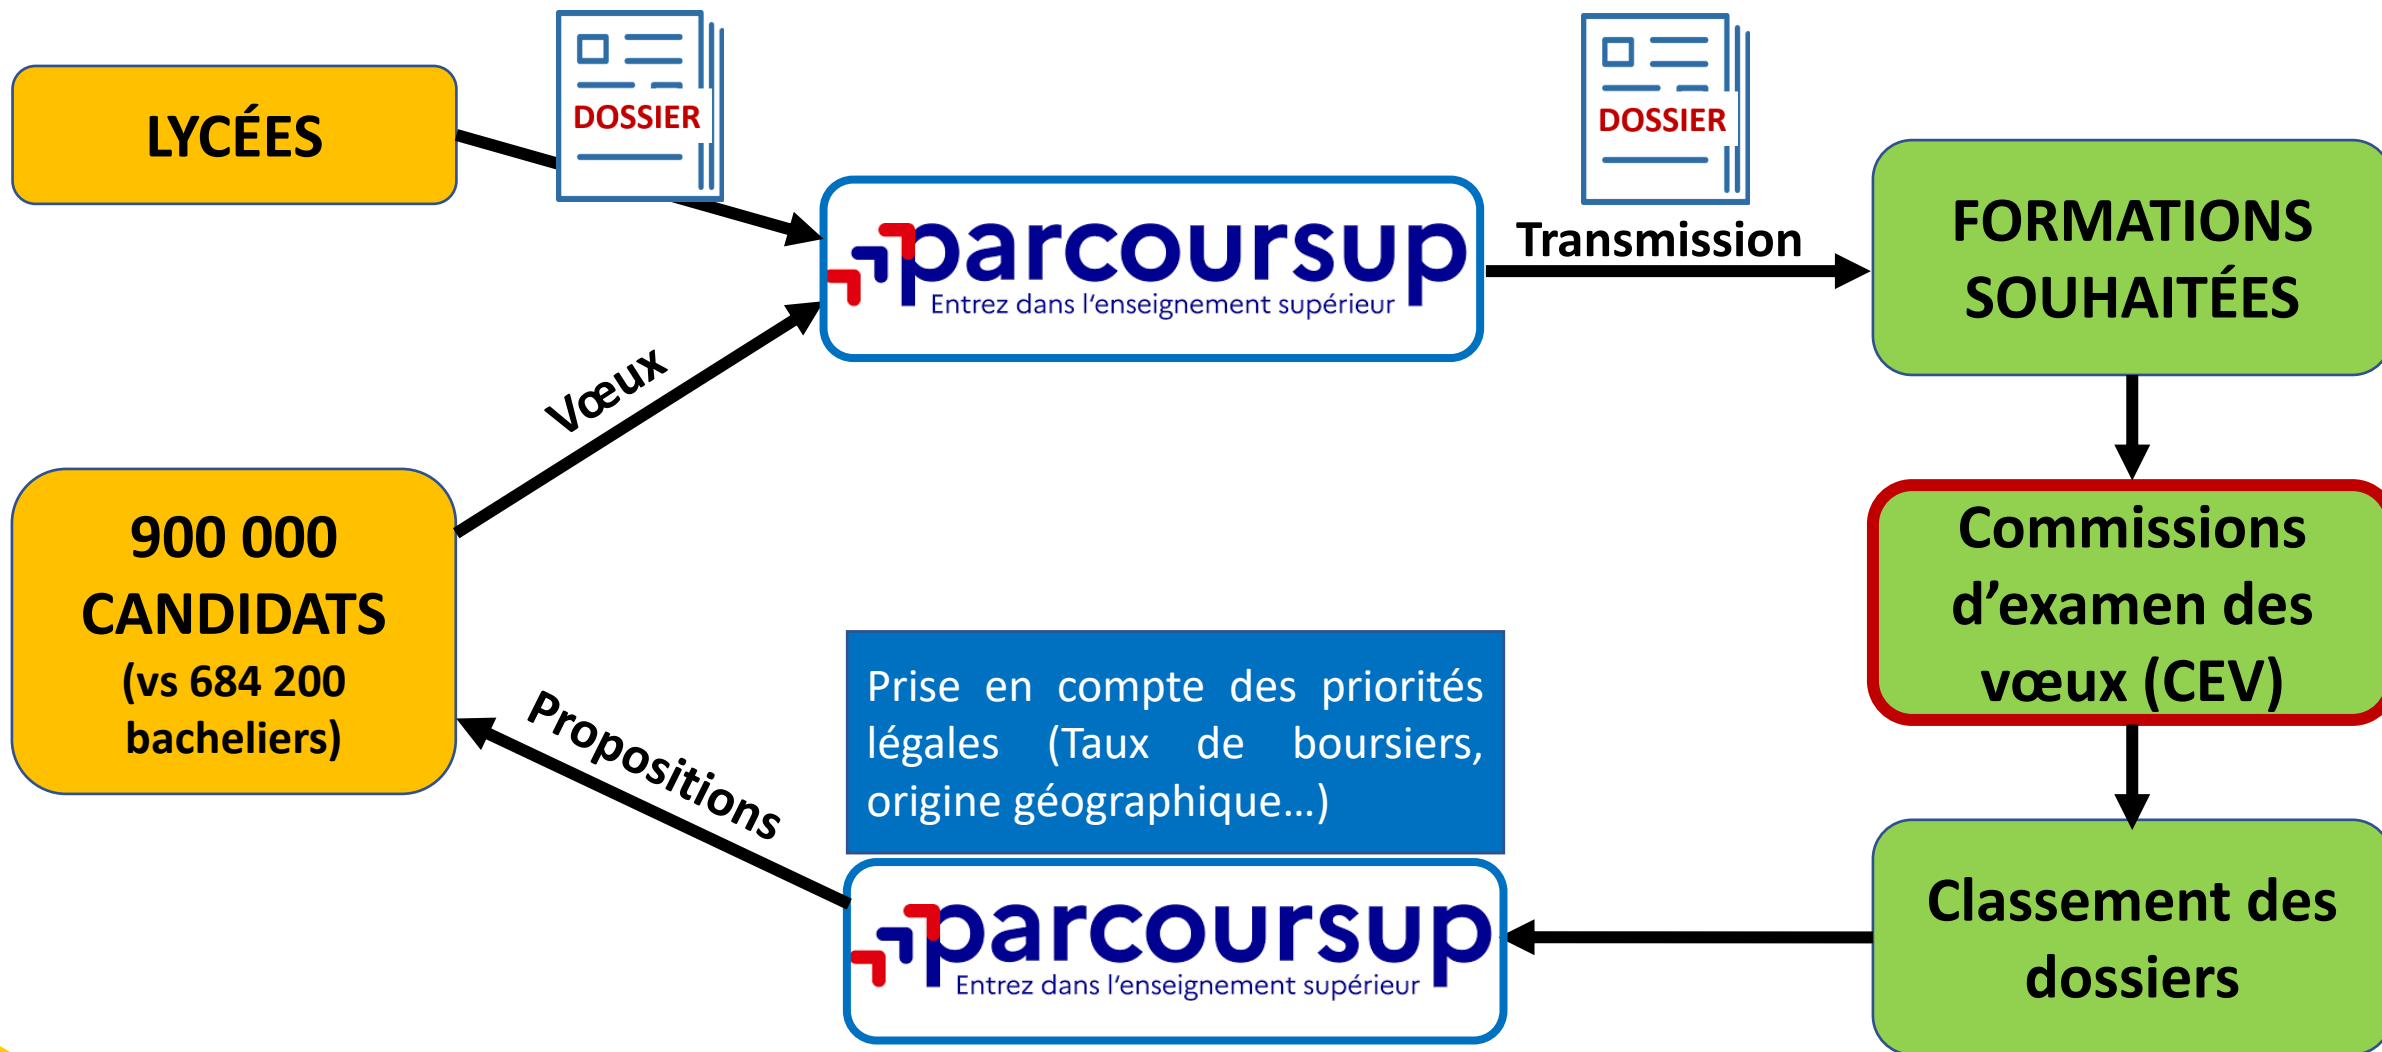 LYCÉES
DOSSIER
DOSSIER
parcoursup
Entrez dans l'enseignement supérieur
Transmission
FORMATIONS
SOUHAITÉES
Vœux
900 000
CANDIDATS
(vs 684 200
bacheliers)
Commissions
d’examen des
vœux (CEV)
Propositions
Prise en compte des priorités
légales (Taux de boursiers,
origine géographique…)
parcoursup
Entrez dans l'enseignement supérieur
Classement des
dossiers